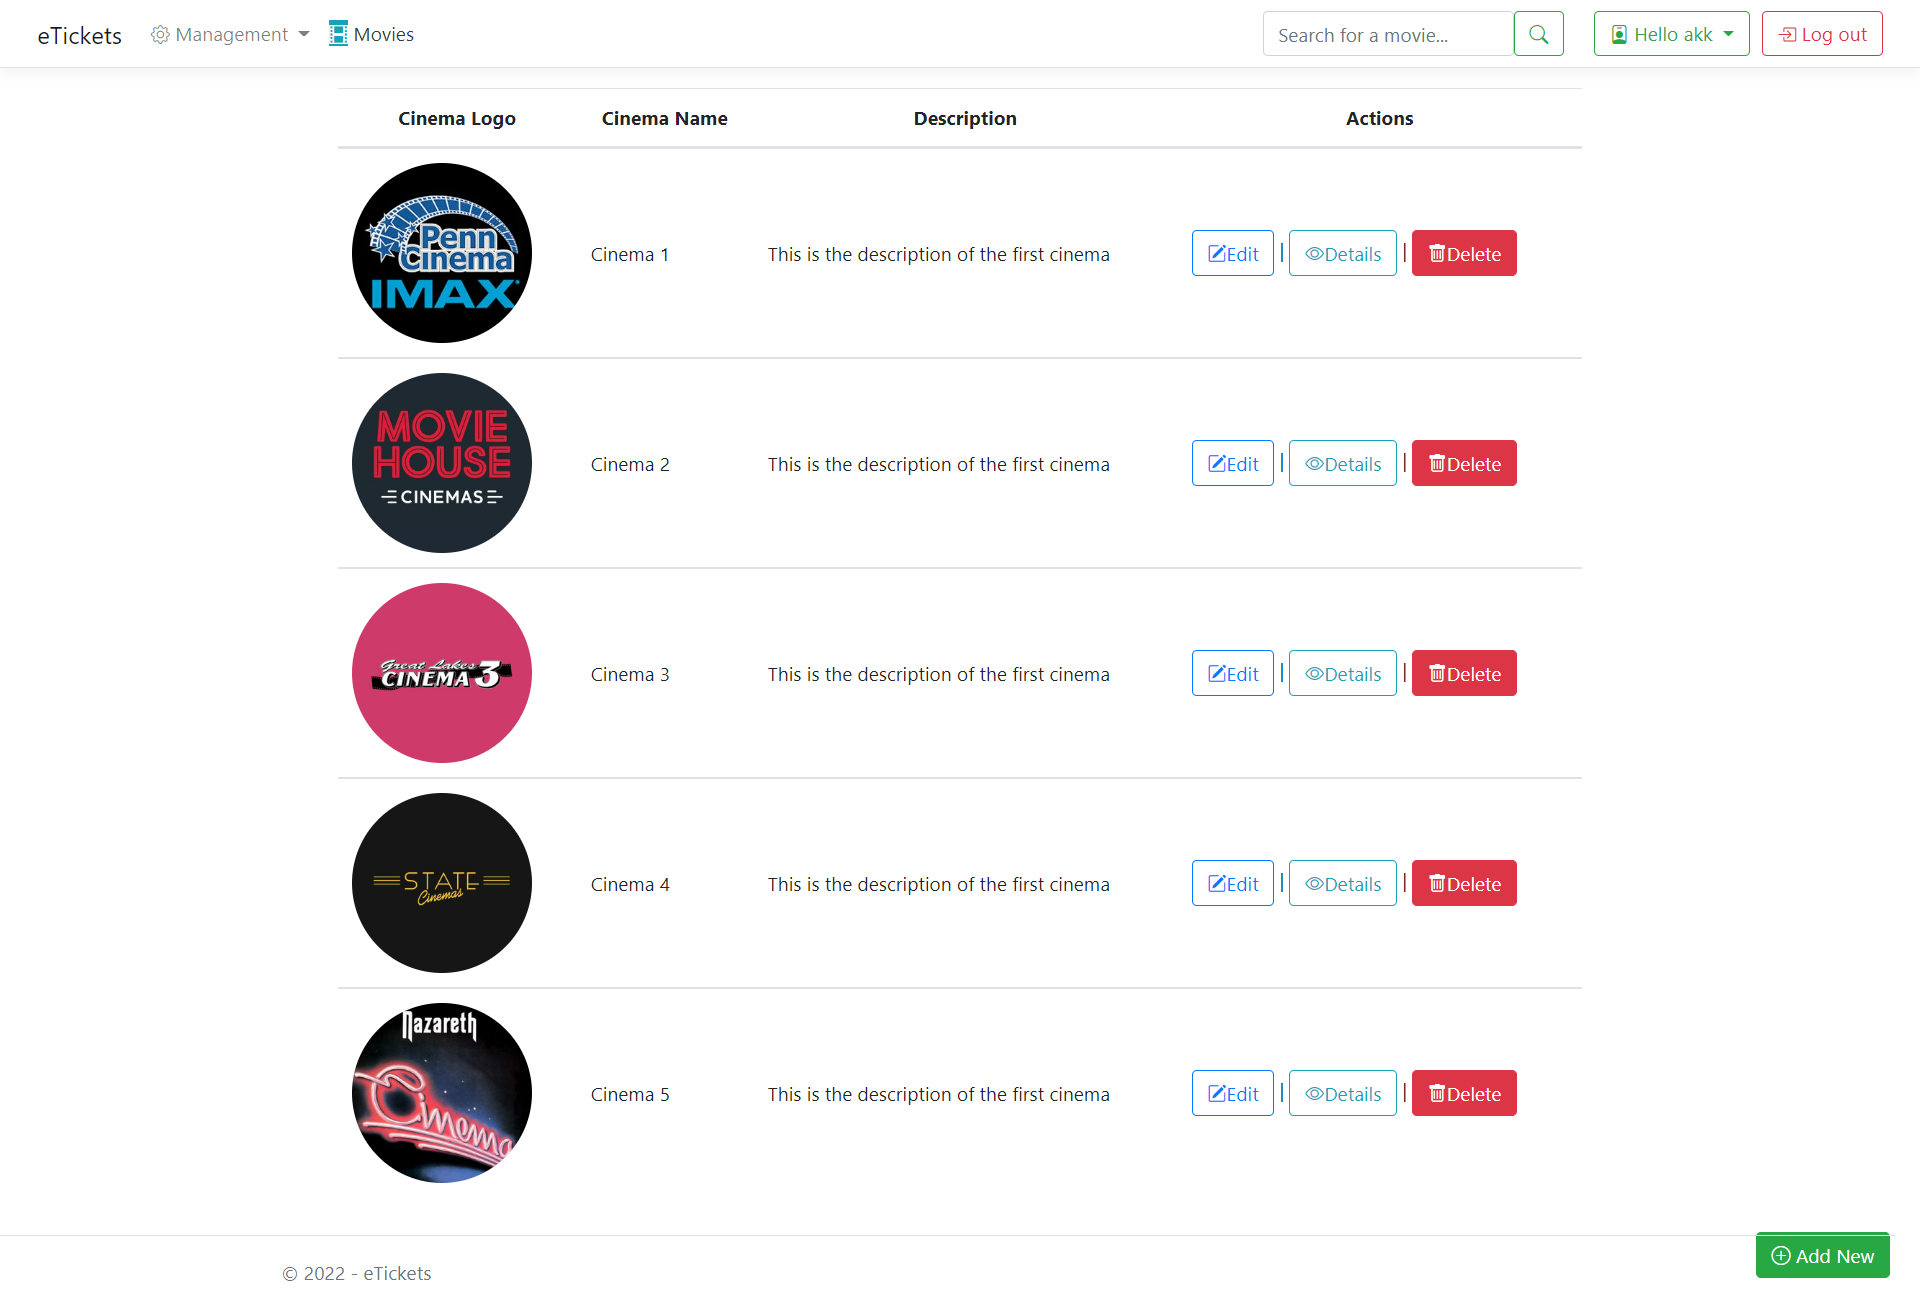 eTickets Management Movies Search for a movie... Hello akk Log out
Cinema Logo Cinema Name Description Actions
Penn
Cinema
IMAX
Cinema 1 This is the description of the first cinema Edit | Details | Delete
MOVIE
HOUSE
CINEMAS
Cinema 2 This is the description of the first cinema Edit | Details | Delete
Great Lakes
CINEMA 3
Cinema 3 This is the description of the first cinema Edit | Details | Delete
STATE
Cinemas
Cinema 4 This is the description of the first cinema Edit | Details | Delete
Nazareth
Cinema
Cinema 5 This is the description of the first cinema Edit | Details | Delete
Add New
© 2022 - eTickets